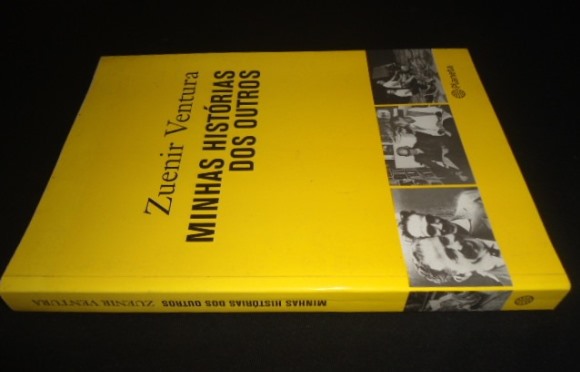 Zuenir Ventura
MINHAS HISTÓRIAS
DOS OUTROS
Planeta
MINHAS HISTÓRIAS DOS OUTROS ZUENIR VENTURA